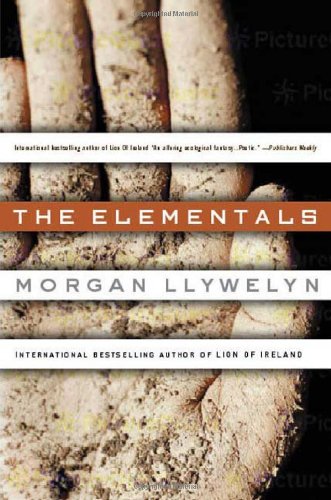 International bestselling author of Lion Of Ireland "An alluring ecological fantasy...Poetic." —Publishers Weekly
THE ELEMENTALS
MORGAN LLYWELYN
INTERNATIONAL BESTSELLING AUTHOR OF LION OF IRELAND